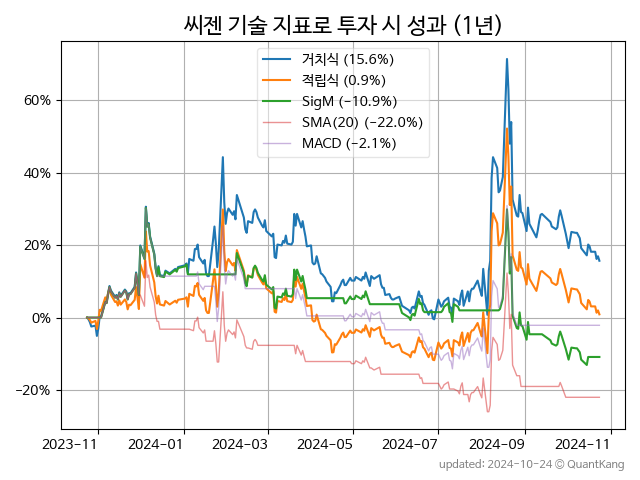 씨젠 기술 지표로 투자 시 성과 (1년)
거치식 (15.6%)
적립식 (0.9%)
SigM (−10.9%)
SMA(20) (−22.0%)
MACD (−2.1%)
60%
40%
20%
0%
−20%
2023-11 2024-01 2024-03 2024-05 2024-07 2024-09 2024-11
updated: 2024-10-24 @ QuantKang